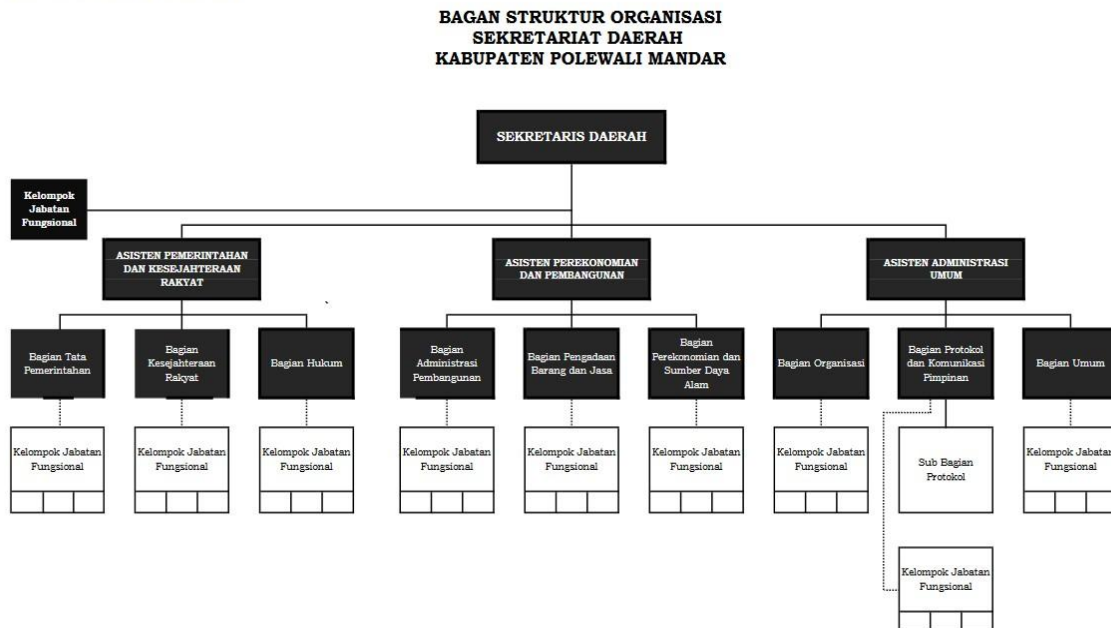 BAGAN STRUKTUR ORGANISASI
SEKRETARIAT DAERAH
KABUPATEN POLEWALI MANDAR
SEKRETARIS DAERAH
Kelompok
Jabatan
Fungsional
ASISTEN PEMERINTAHAN
DAN KESEJAHTERAAN
RAKYAT
ASISTEN PEREKONOMIAN
DAN PEMBANGUNAN
ASISTEN ADMINISTRASI
UMUM
Bagian Tata
Pemerintahan
Bagian
Kesejahteraan
Rakyat
Bagian Hukum
Bagian
Administrasi
Pembangunan
Bagian Pengadaan
Barang dan Jasa
Bagian
Perekonomian dan
Sumber Daya
Alam
Bagian Organisasi
Bagian Protokol
dan Komunikasi
Pimpinan
Bagian Umum
Kelompok Jabatan
Fungsional
Kelompok Jabatan
Fungsional
Kelompok Jabatan
Fungsional
Kelompok Jabatan
Fungsional
Kelompok Jabatan
Fungsional
Kelompok Jabatan
Fungsional
Kelompok Jabatan
Fungsional
Sub Bagian
Protokol
Kelompok Jabatan
Fungsional
Kelompok Jabatan
Fungsional